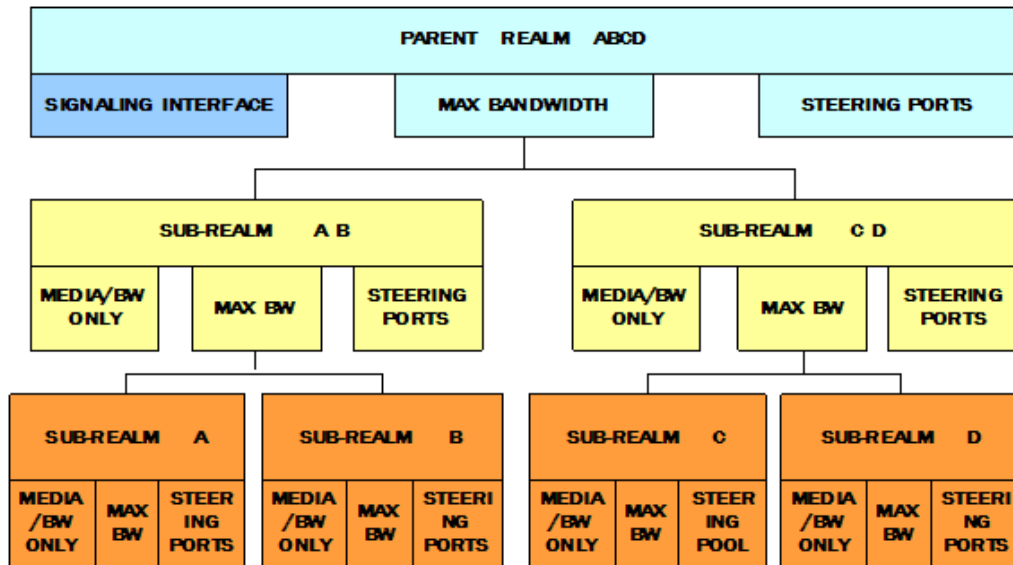 PARENT REALM ABCD
SIGNALING INTERFACE
MAX BANDWIDTH
STEERING PORTS
SUB-REALM A B
SUB-REALM C D
MEDIA/BW
ONLY
MAX BW
STEERING
PORTS
MEDIA/BW
ONLY
MAX BW
STEERING
PORTS
SUB-REALM A
SUB-REALM B
SUB-REALM C
SUB-REALM D
MEDIA
/BW
ONLY
MAX
BW
STEER
ING
PORTS
MEDIA
/BW
ONLY
MAX
BW
STEERI
NG
PORTS
MEDIA
/BW
ONLY
MAX
BW
STEER
ING
POOL
MEDIA
/BW
ONLY
MAX
BW
STEERI
NG
PORTS